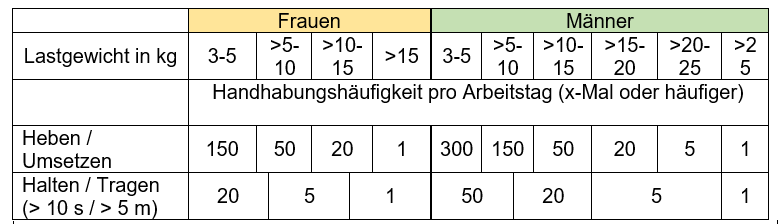 Frauen Männer
Lastgewicht in kg 3-5 >5-10 >10-15 >15 3-5 >5-10 >10-15 >15-20 >20-25 >25
Handhabungshäufigkeit pro Arbeitstag (x-Mal oder häufiger)
Heben / Umsetzen 150 50 20 1 300 150 50 20 5 1
Halten / Tragen (> 10 s / > 5 m) 20 5 1 50 20 5 1